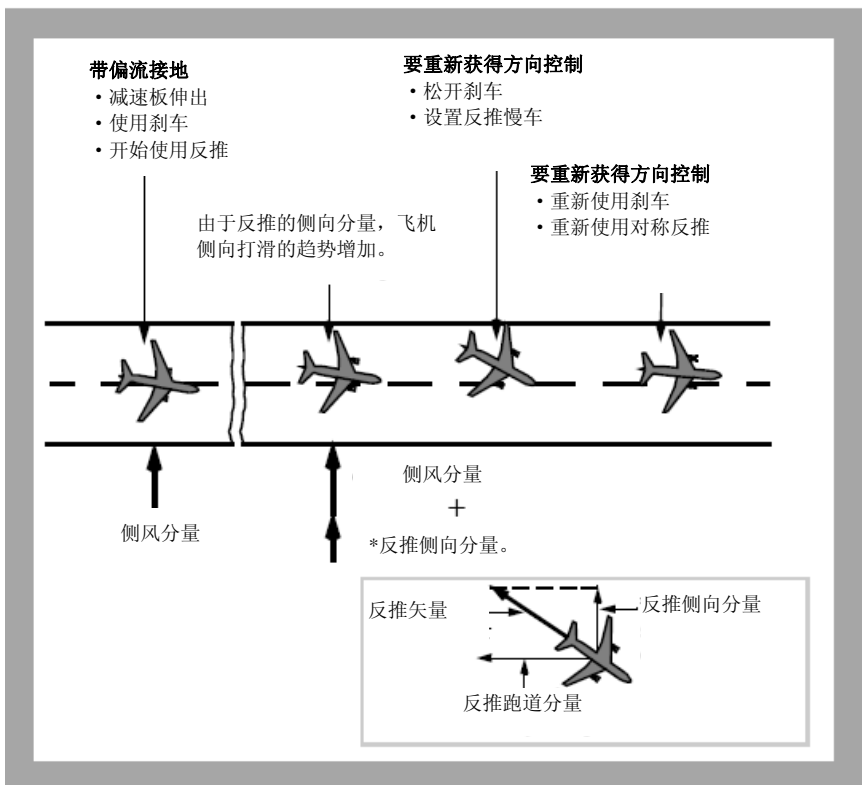 带偏流接地
・减速板伸出
・使用刹车
・开始使用反推
由于反推的侧向分量，飞机
侧向打滑的趋势增加。
要重新获得方向控制
・松开刹车
・设置反推慢车
要重新获得方向控制
・重新使用刹车
・重新使用对称反推
侧风分量
侧风分量
+
*反推侧向分量。
反推矢量
反推侧向分量
反推跑道分量